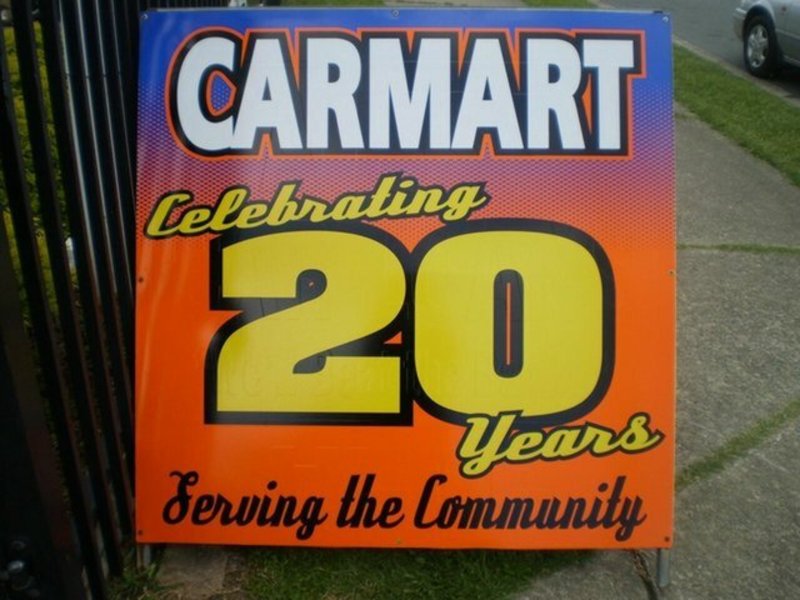 CARMART
Celebrating
20
Years
Serving the Community